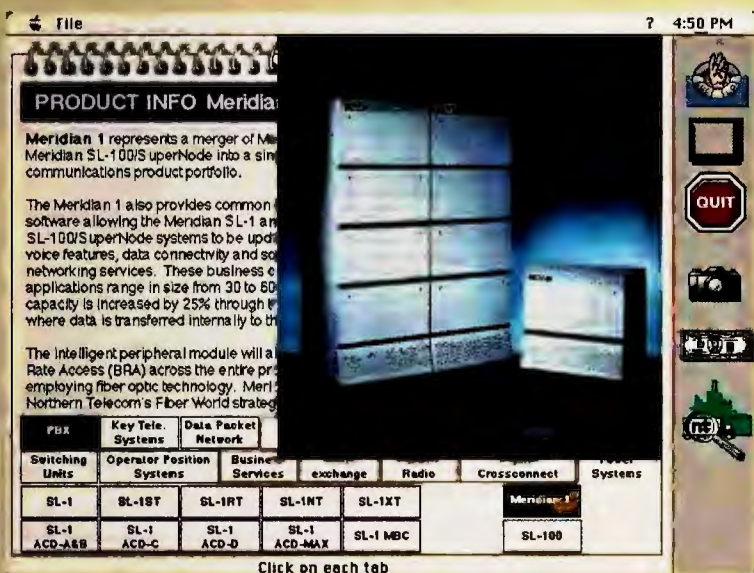 File ? 4:50 PM
PRODUCT INFO Meridia
Meridian 1 represents a merger of
Meridian SL-100/SuperNode into a sin
communications product portfolio.
The Meridian 1 also provides common
software allowing the Meridian SL-1 an
SL-100/SuperNode systems to be upd
voice features, data connectivity and so
networking services. These business c
applications range in size from 30 to 60
capacity is increased by 25% through
where data is transferred internally to th
The intelligent peripheral module will a
Rate Access (BRA) across the entire pr
employing fiber optic technology. Meri
Northern Telecom's Fiber World strateg
QUIT
PBX
Key Tele. Systems
Data Packet Network
Switching Units
Operator Position Systems
Busine Services
exchange
Radio
Crossconnect
Systems
SL-1
SL-1ST
SL-1RT
SL-1NT
SL-1XT
Meridian 1
SL-1 ACD-A&B
SL-1 ACD-C
SL-1 ACD-D
SL-1 ACD-MAX
SL-1 MBC
SL-100
Click on each tab